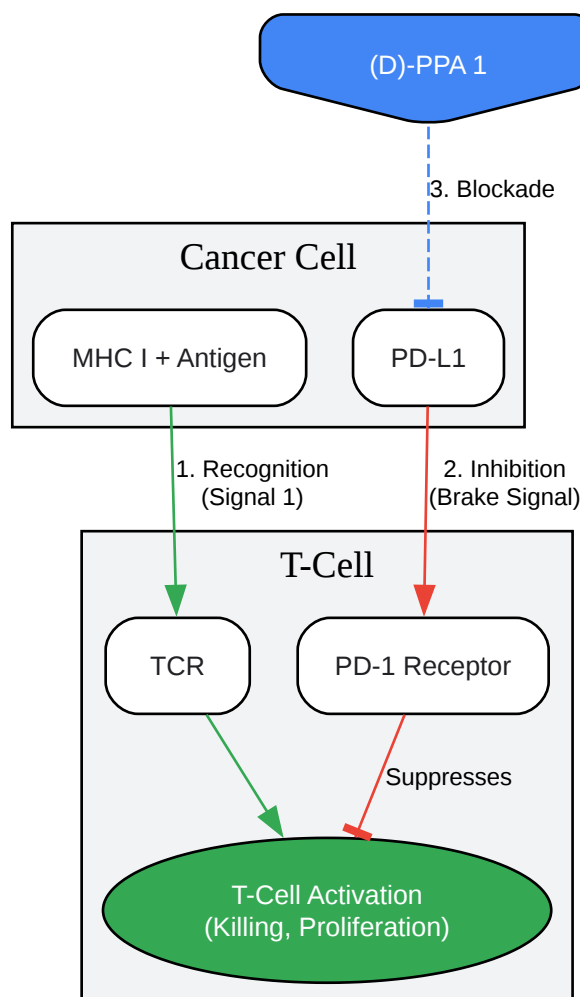 (D)-PPA 1
3. Blockade
Cancer Cell
MHC I + Antigen
PD-L1
1. Recognition
(Signal 1)
2. Inhibition
(Brake Signal)
T-Cell
TCR
PD-1 Receptor
Suppresses
T-Cell Activation
(Killing, Proliferation)